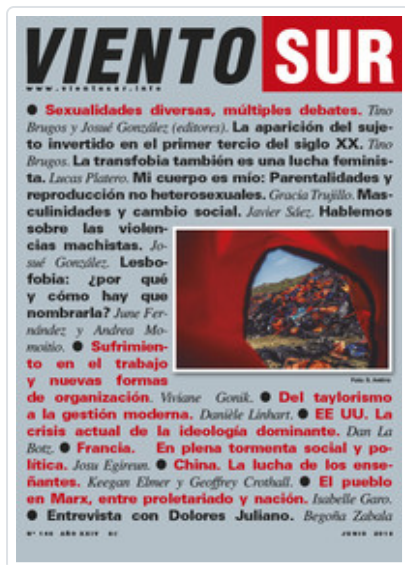 VIENTO SUR
www.vientosur.info
● Sexualidades diversas, múltiples debates. Tino
Brugos y Josué González (editores). La aparición del suje-
to invertido en el primer tercio del siglo XX. Tino
Brugos. La transfobia también es una lucha feminis-
ta. Lucas Platero. Mi cuerpo es mío: Parentalidades y
reproducción no heterosexuales. Gracia Trujillo. Mas-
culinidades y cambio social. Javier Sáez. Hablemos
sobre las violen-
cias machistas. Jo-
sué González. Lesbo-
fobia: ¿por qué
y cómo hay que
nombrarla? June Fer-
nández y Andrea Mo-
moitio. ● Sufrimien-
to en el trabajo
y nuevas formas
de organización. Viviane Gonik. ● Del taylorismo
a la gestión moderna. Danièle Linhart. ● EE UU. La
crisis actual de la ideología dominante. Dan La
Botz. ● Francia. En plena tormenta social y po-
lítica. Josu Egireun. ● China. La lucha de los ense-
ñantes. Keegan Elmer y Geoffrey Crothall. ● El pueblo
en Marx, entre proletariado y nación. Isabelle Garo.
● Entrevista con Dolores Juliano. Begoña Zabala
Nº 146 AÑO XXIV JUNIO 2016